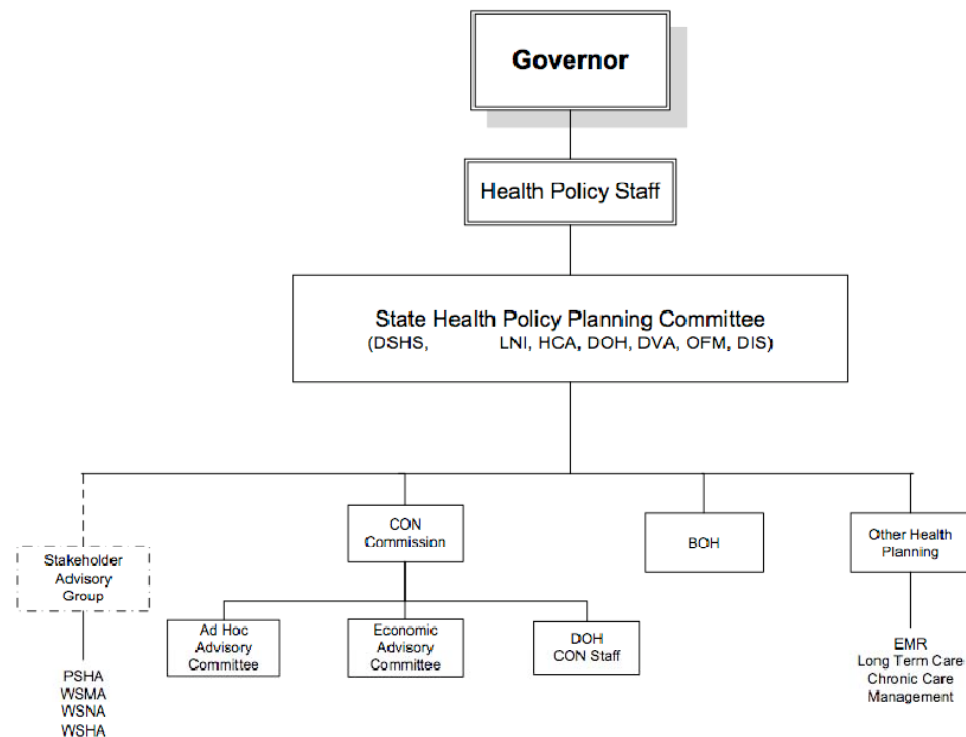 Governor
Health Policy Staff
State Health Policy Planning Committee
(DSHS, LNI, HCA, DOH, DVA, OFM, DIS)
Stakeholder
Advisory
Group
CON
Commission
BOH
Other Health
Planning
Ad Hoc
Advisory
Committee
Economic
Advisory
Committee
DOH
CON Staff
PSHA
WSMA
WSNA
WSHA
EMR
Long Term Care
Chronic Care
Management